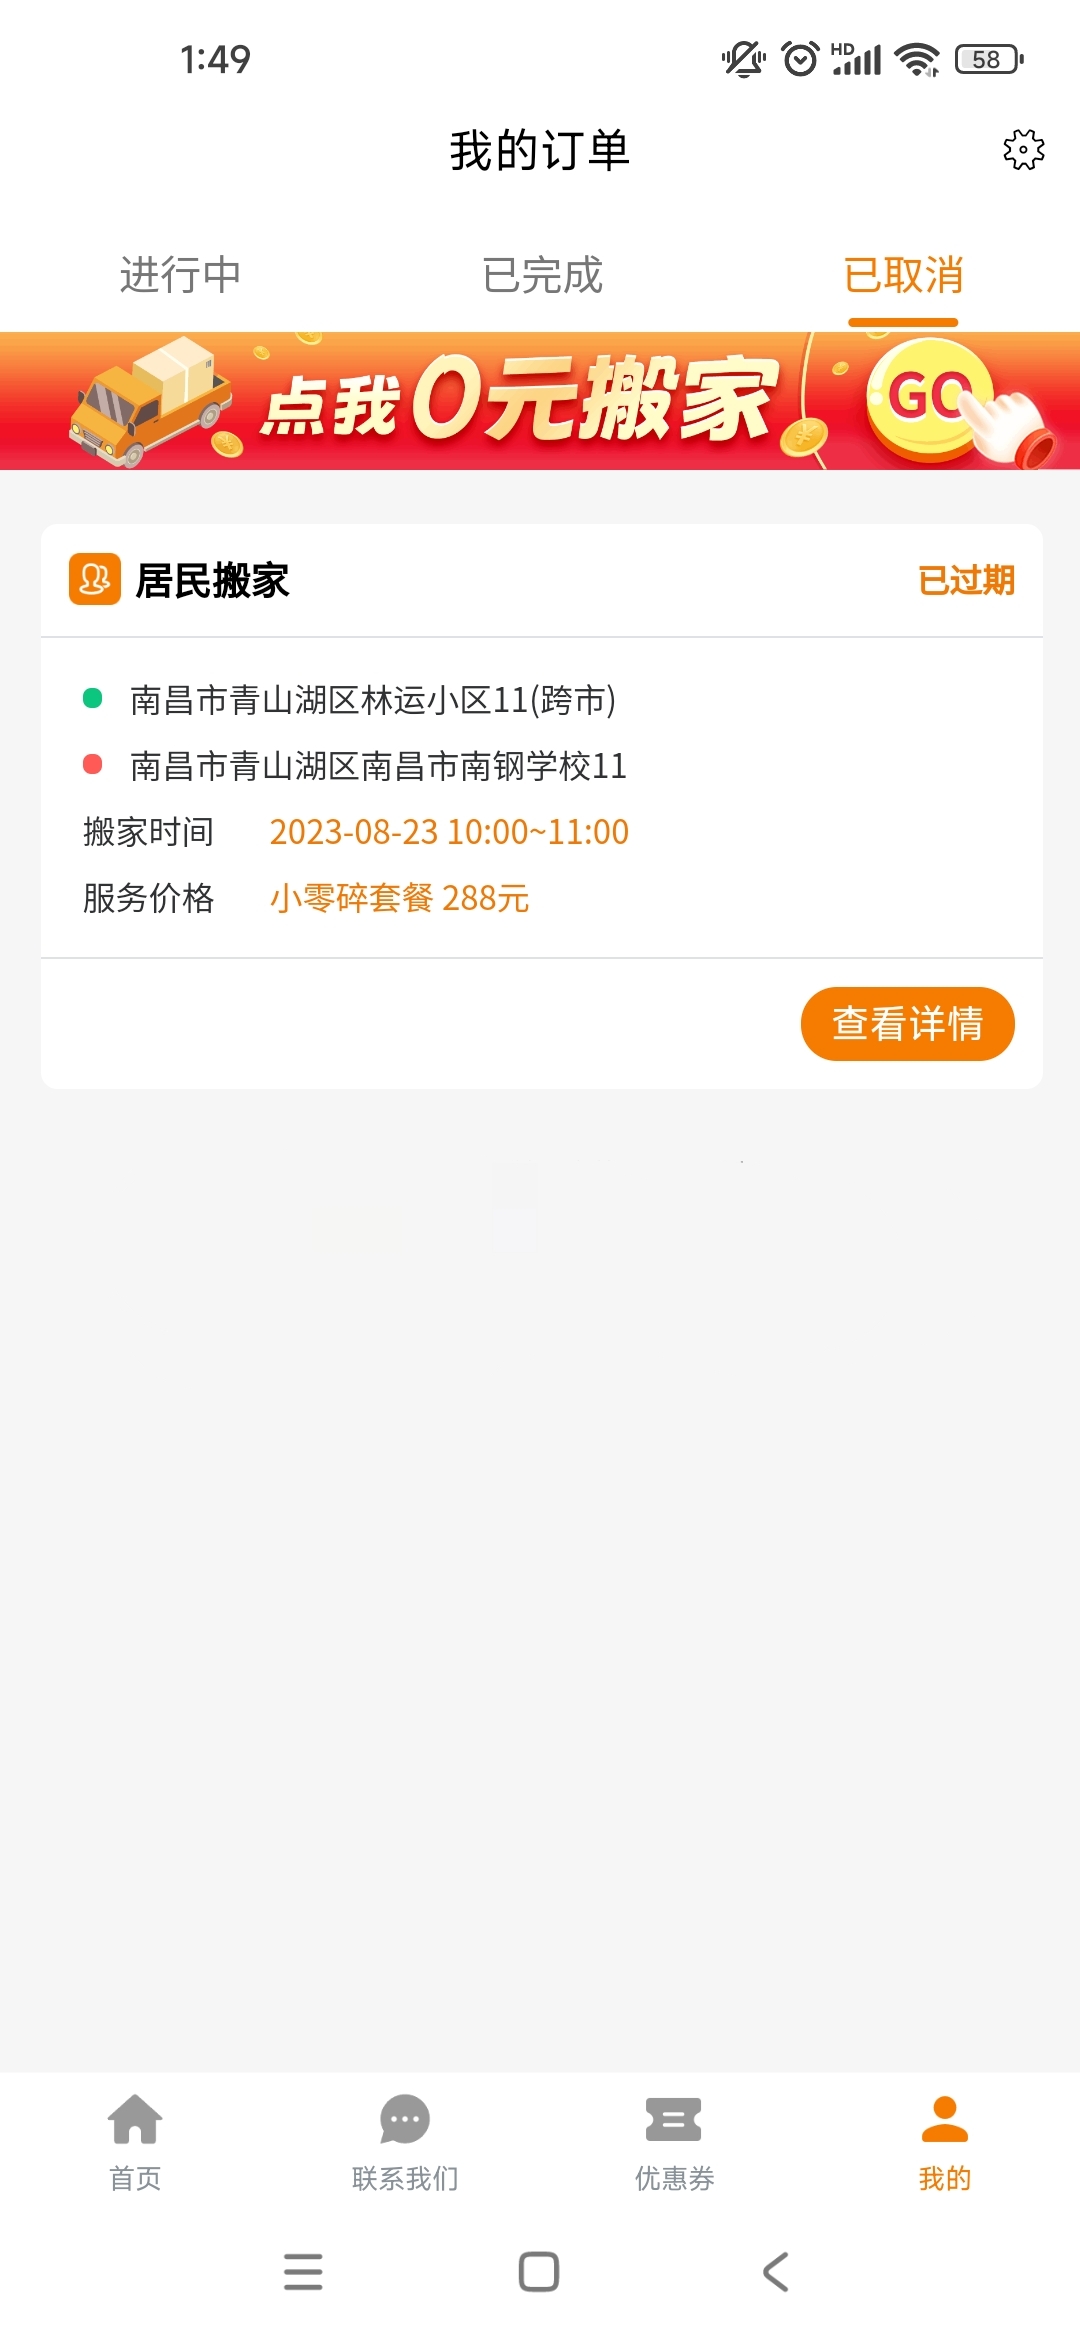 1:49
HD
58
我的订单
进行中
已完成
已取消
点我0元搬家
GO
居民搬家
已过期
南昌市青山湖区林运小区11(跨市)
南昌市青山湖区南昌市南钢学校11
搬家时间 2023-08-23 10:00~11:00
服务价格 小零碎套餐 288元
查看详情
首页
联系我们
优惠券
我的